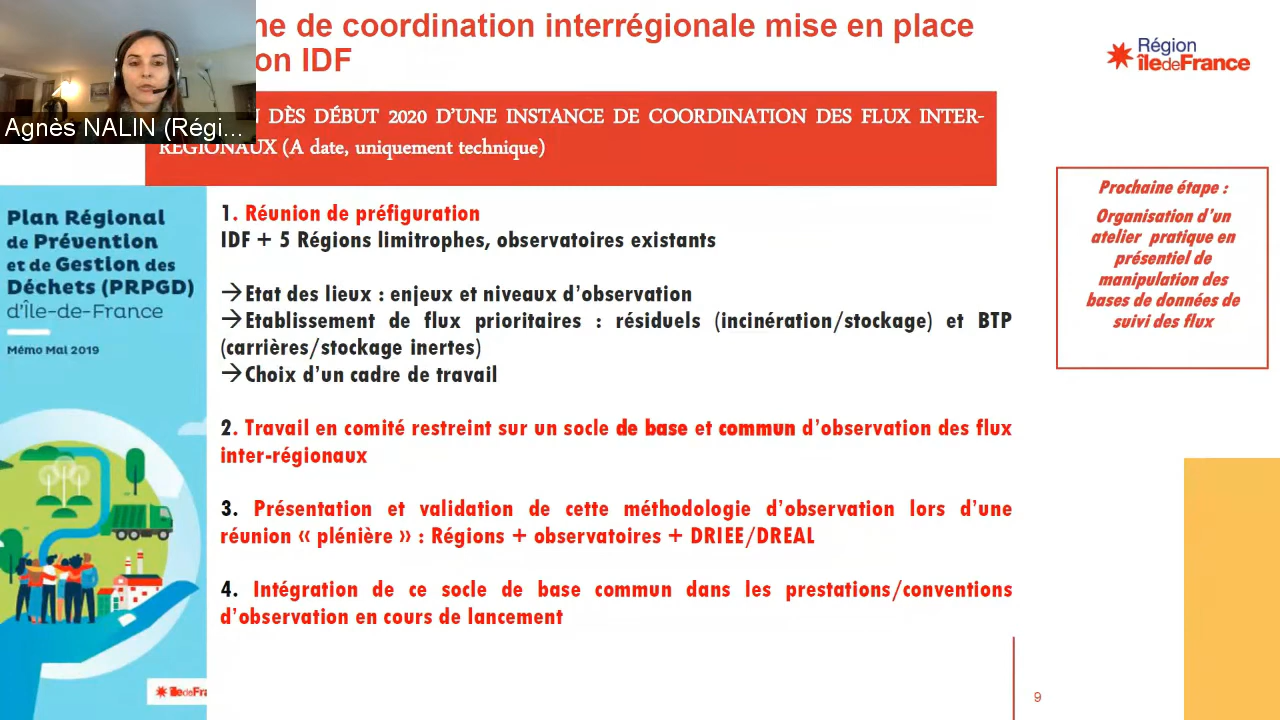 ne de coordination interrégionale mise en place
on IDF
Région
îledeFrance
Agnès NALIN (Régi...
N DÈS DÉBUT 2020 D’UNE INSTANCE DE COORDINATION DES FLUX INTER-
RÉGIONAUX (A date, uniquement technique)
Plan Régional
de Prévention
et de Gestion des
Déchets (PRPGD)
d’Île-de-France
Mémo Mai 2019
1. Réunion de préfiguration
IDF + 5 Régions limitrophes, observatoires existants
→Etat des lieux : enjeux et niveaux d’observation
→Etablissement de flux prioritaires : résiduels (incinération/stockage) et BTP
(carrières/stockage inertes)
→Choix d’un cadre de travail
2. Travail en comité restreint sur un socle de base et commun d’observation des flux
inter-régionaux
3. Présentation et validation de cette méthodologie d’observation lors d’une
réunion « plénière » : Régions + observatoires + DRIEE/DREAL
4. Intégration de ce socle de base commun dans les prestations/conventions
d’observation en cours de lancement
Prochaine étape :
Organisation d’un
atelier pratique en
présentiel de
manipulation des
bases de données de
suivi des flux
îledeFra
9